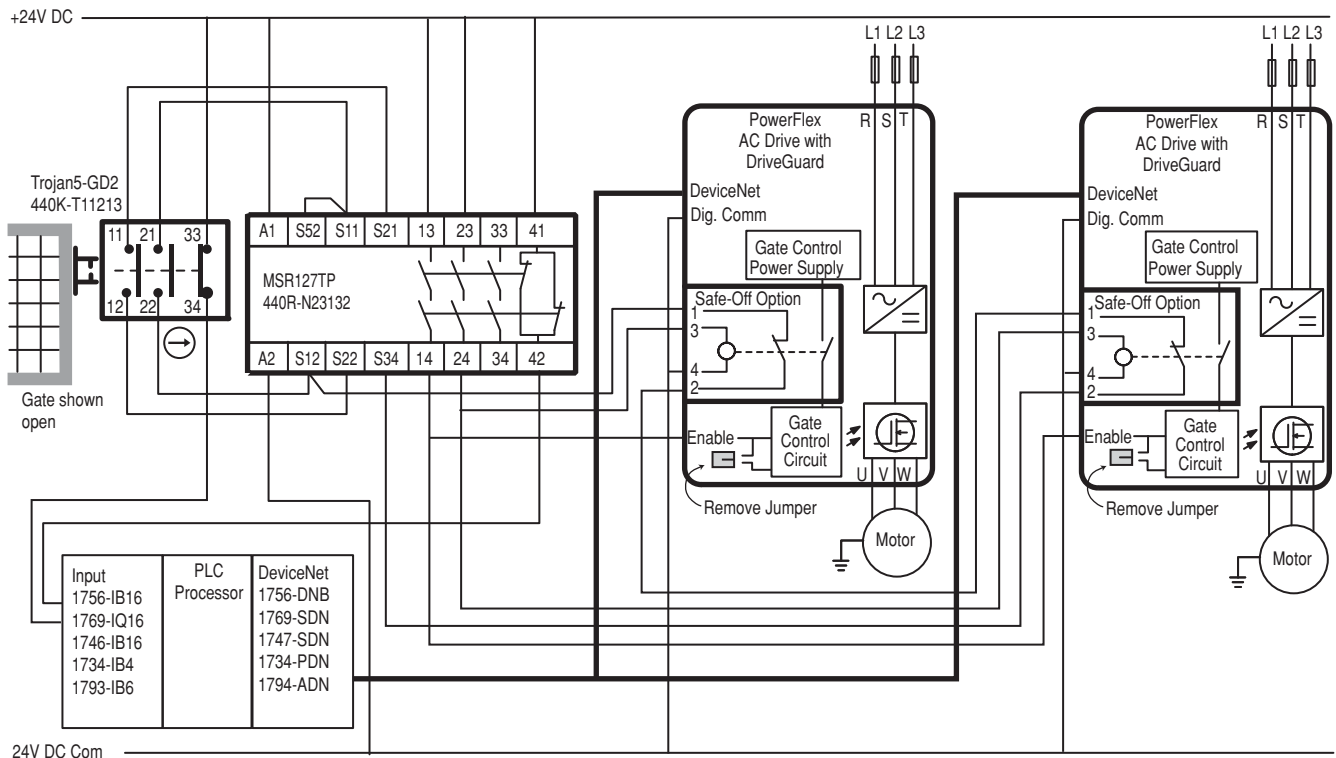 +24V DC
L1 L2 L3
L1 L2 L3
PowerFlex
AC Drive with
DriveGuard
R S T
PowerFlex
AC Drive with
DriveGuard
R S T
Trojan5-GD2
440K-T11213
DeviceNet
Dig. Comm
DeviceNet
Dig. Comm
11 21 33
A1 S52 S11 S21 13 23 33 41
Gate Control
Power Supply
Gate Control
Power Supply
MSR127TP
440R-N23132
12 22 34
Safe-Off Option
1
3
4
2
Safe-Off Option
1
3
4
2
A2 S12 S22 S34 14 24 34 42
Gate shown
open
Enable
Gate
Control
Circuit
Enable
Gate
Control
Circuit
U V W
U V W
Remove Jumper
Remove Jumper
Motor
Motor
Input
1756-IB16
1769-IQ16
1746-IB16
1734-IB4
1793-IB6
PLC
Processor
DeviceNet
1756-DNB
1769-SDN
1747-SDN
1734-PDN
1794-ADN
24V DC Com